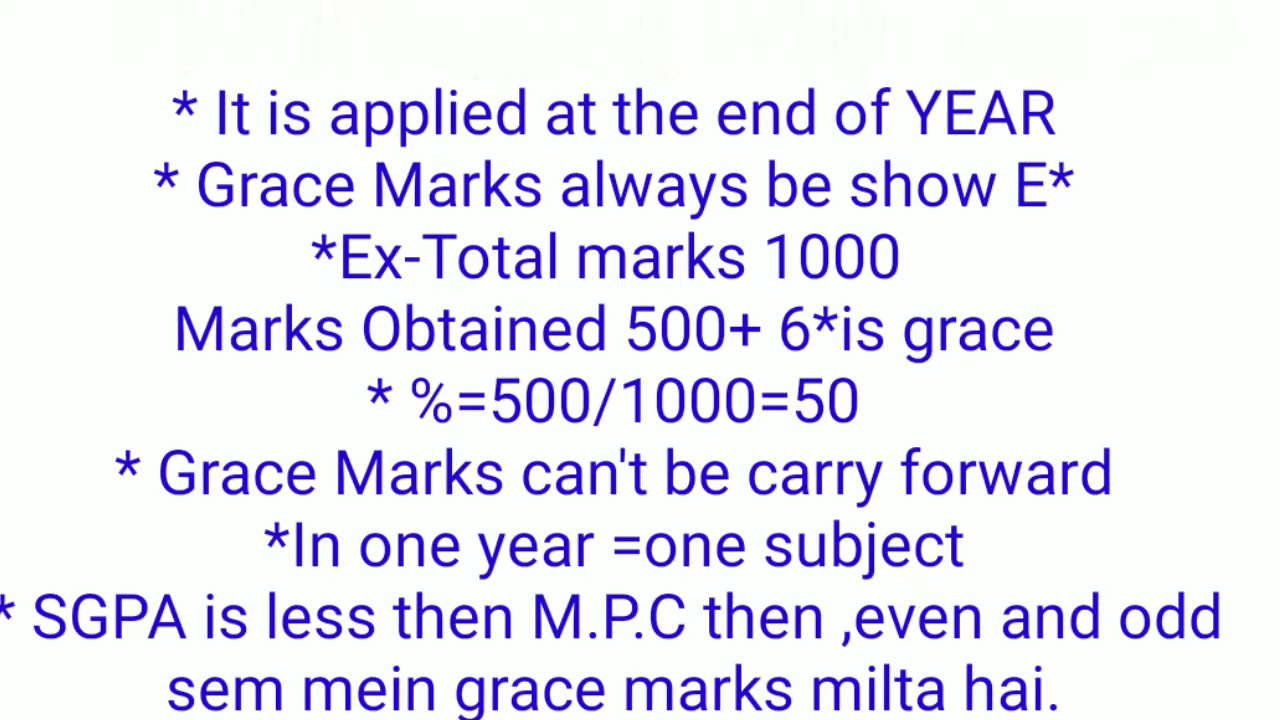 * It is applied at the end of YEAR
* Grace Marks always be show E*
*Ex-Total marks 1000
Marks Obtained 500+ 6*is grace
* %=500/1000=50
* Grace Marks can't be carry forward
*In one year =one subject
* SGPA is less then M.P.C then ,even and odd
sem mein grace marks milta hai.